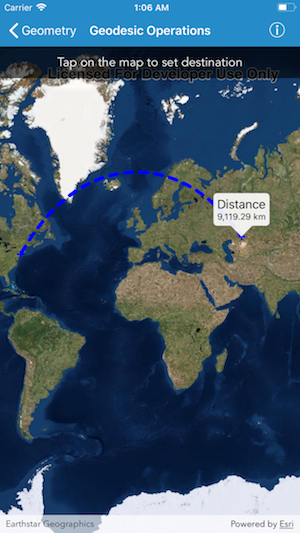 Carrier 1:06 AM
Geometry Geodesic Operations
Tap on the map to set destination
Licensed For Developer Use Only
Distance
9,119.29 km
Earthstar Geographics Powered by Esri